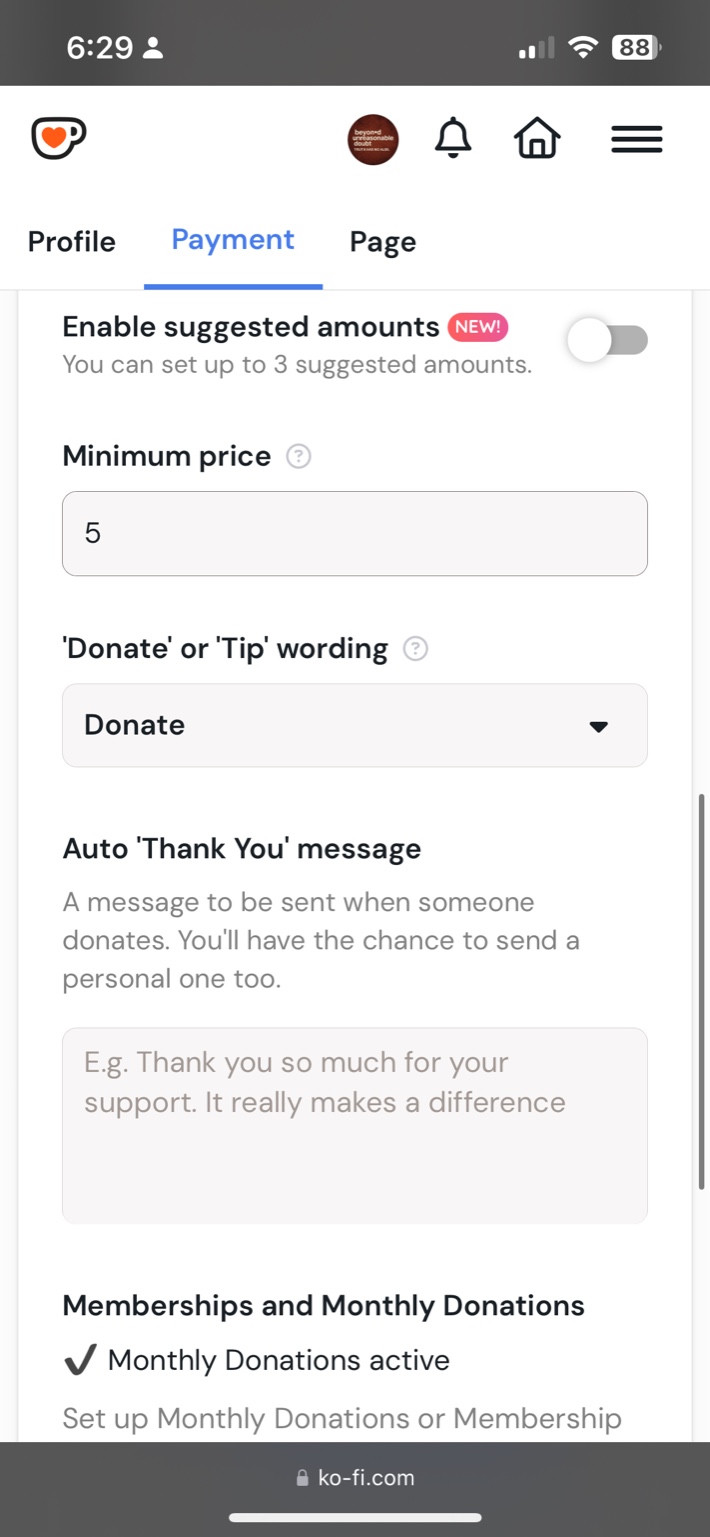 6:29
88
beyond
unreasonable
doubt
Profile
Payment
Page
Enable suggested amounts NEW!
You can set up to 3 suggested amounts.
Minimum price ?
5
'Donate' or 'Tip' wording ?
Donate
Auto 'Thank You' message
A message to be sent when someone
donates. You'll have the chance to send a
personal one too.
E.g. Thank you so much for your
support. It really makes a difference
Memberships and Monthly Donations
✔ Monthly Donations active
Set up Monthly Donations or Membership
ko-fi.com